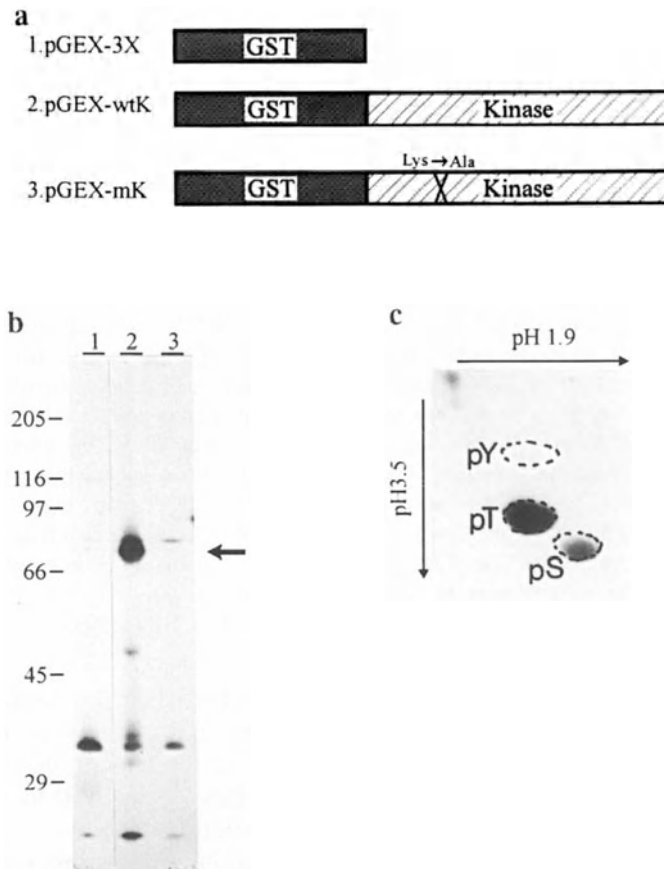 a
1.pGEX-3X GST
2.pGEX-wtK GST Kinase
Lys→Ala
3.pGEX-mK GST Kinase
b
1 2 3
205
116
97
66
45
29
c
pH 1.9
pH3.5
pY
pT
pS